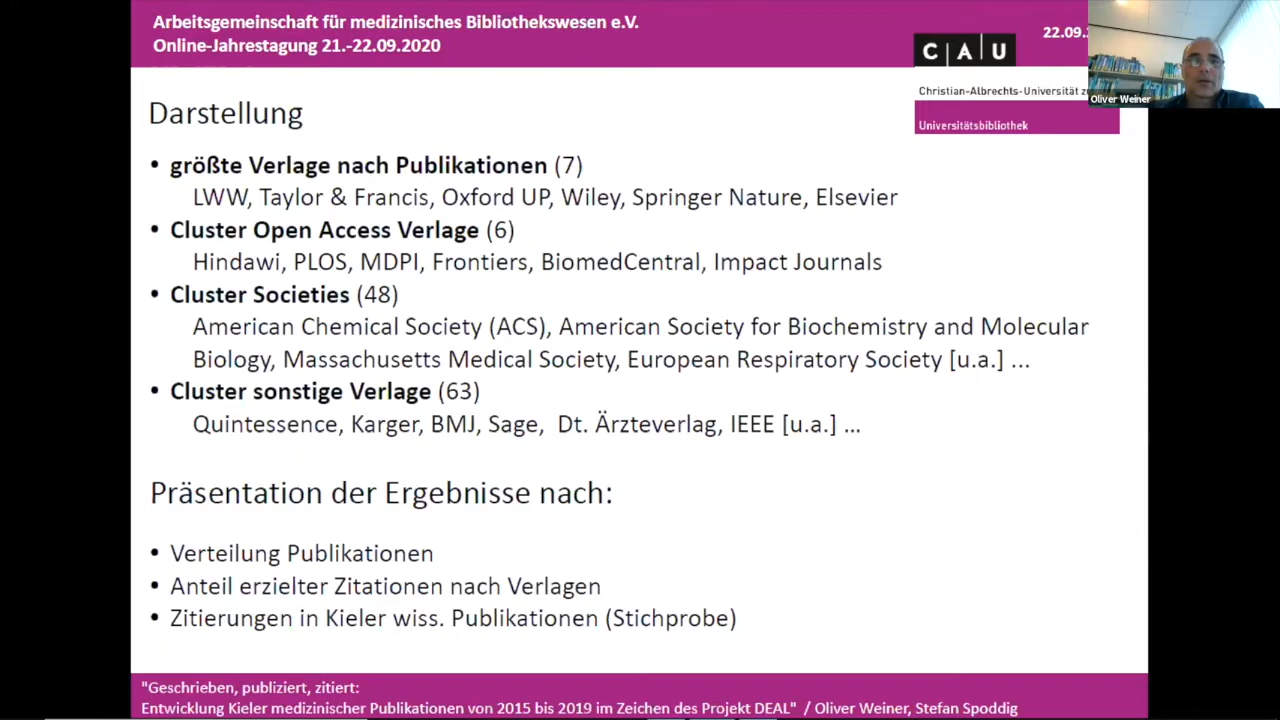 Arbeitsgemeinschaft für medizinisches Bibliothekswesen e.V.
Online-Jahrestagung 21.-22.09.2020
22.09.
CAU
Christian-Albrechts-Universität
Universitätsbibliothek
Oliver Weiner
Darstellung
• größte Verlage nach Publikationen (7)
LWW, Taylor & Francis, Oxford UP, Wiley, Springer Nature, Elsevier
• Cluster Open Access Verlage (6)
Hindawi, PLOS, MDPI, Frontiers, BiomedCentral, Impact Journals
• Cluster Societies (48)
American Chemical Society (ACS), American Society for Biochemistry and Molecular
Biology, Massachusetts Medical Society, European Respiratory Society [u.a.] ...
• Cluster sonstige Verlage (63)
Quintessence, Karger, BMJ, Sage, Dt. Ärzteverlag, IEEE [u.a.] ...
Präsentation der Ergebnisse nach:
• Verteilung Publikationen
• Anteil erzielter Zitationen nach Verlagen
• Zitierungen in Kieler wiss. Publikationen (Stichprobe)
"Geschrieben, publiziert, zitiert:
Entwicklung Kieler medizinischer Publikationen von 2015 bis 2019 im Zeichen des Projekt DEAL" / Oliver Weiner, Stefan Spoddig